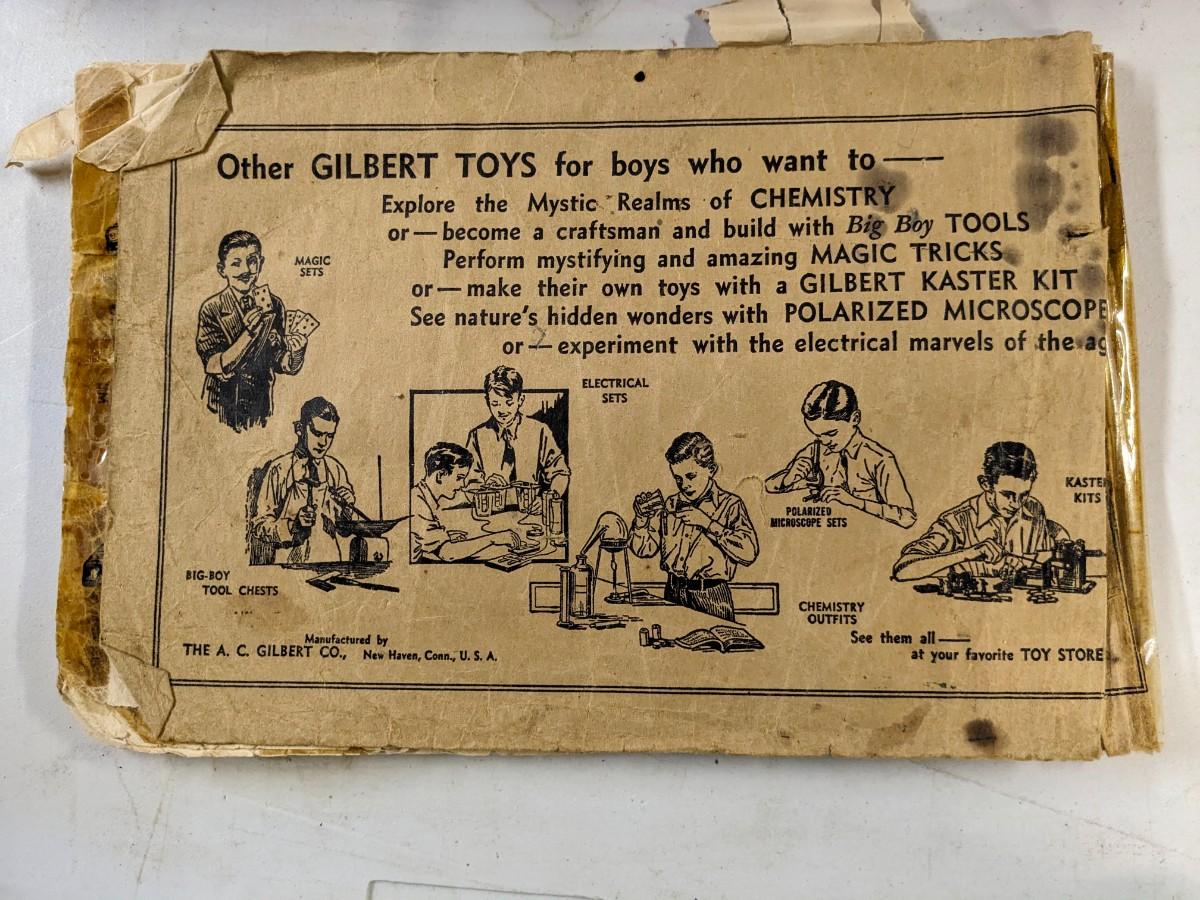 Other GILBERT TOYS for boys who want to——
Explore the Mystic Realms of CHEMISTRY
or—become a craftsman and build with Big Boy TOOLS
Perform mystifying and amazing MAGIC TRICKS
or—make their own toys with a GILBERT KASTER KIT
See nature's hidden wonders with POLARIZED MICROSCOPE
or—experiment with the electrical marvels of the ag
MAGIC
SETS
ELECTRICAL
SETS
KASTER
KITS
POLARIZED
MICROSCOPE SETS
BIG-BOY
TOOL CHESTS
CHEMISTRY
OUTFITS
See them all——
at your favorite TOY STORE
Manufactured by
THE A. C. GILBERT CO., New Haven, Conn., U. S. A.